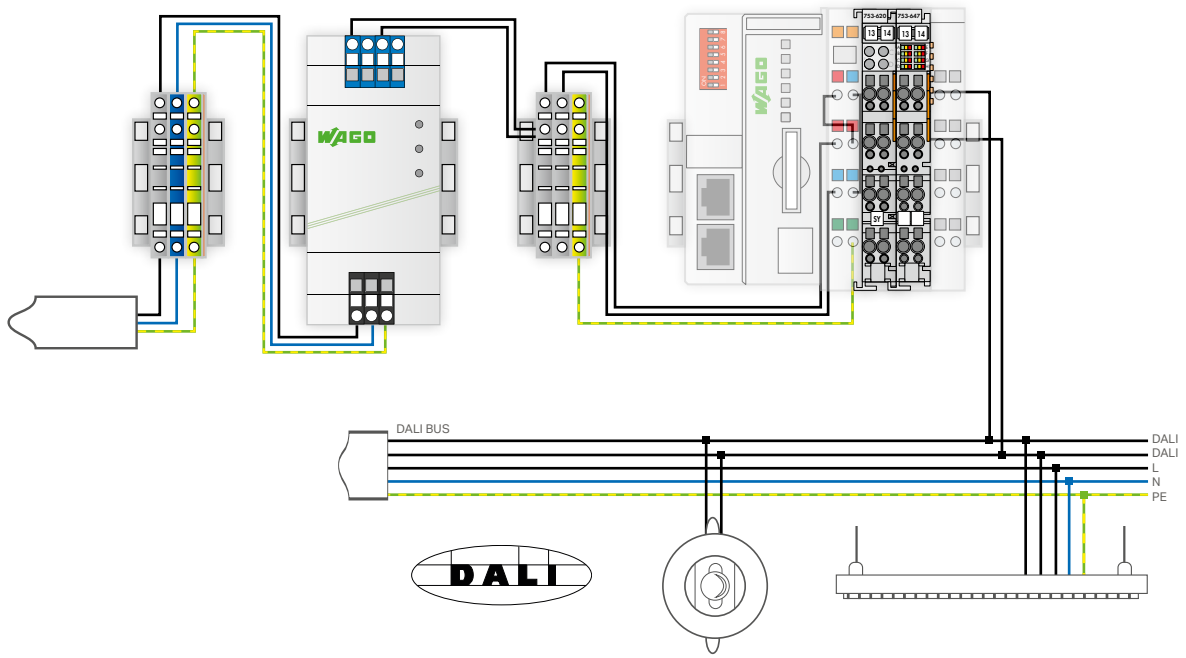 753-620 753-647
13 14 13 14
WAGO
WAGO
SY
DALI BUS
DALI
DALI
L
N
PE
DALI